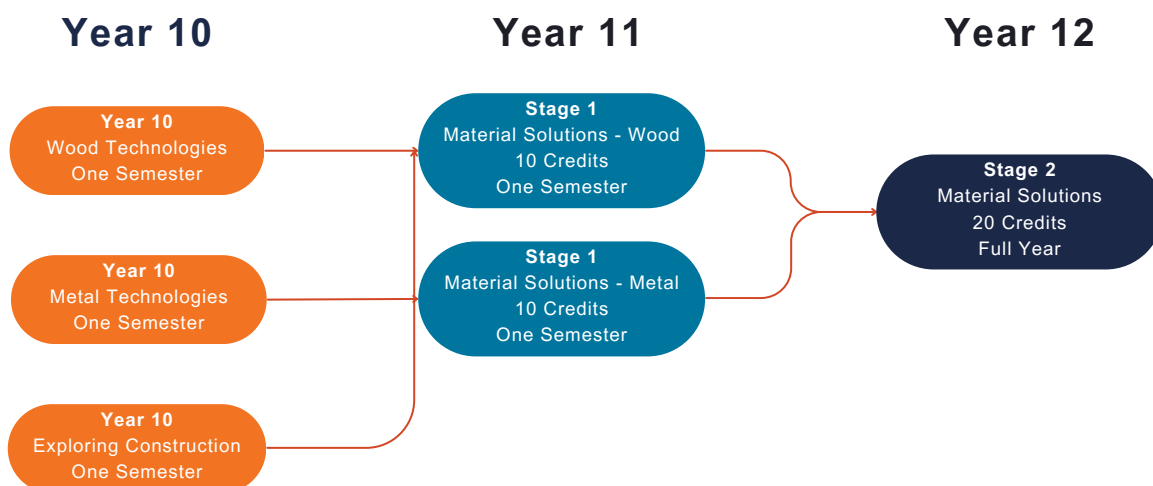 Year 10
Year 11
Year 12
Year 10
Wood Technologies
One Semester
Year 10
Metal Technologies
One Semester
Year 10
Exploring Construction
One Semester
Stage 1
Material Solutions - Wood
10 Credits
One Semester
Stage 1
Material Solutions - Metal
10 Credits
One Semester
Stage 2
Material Solutions
20 Credits
Full Year